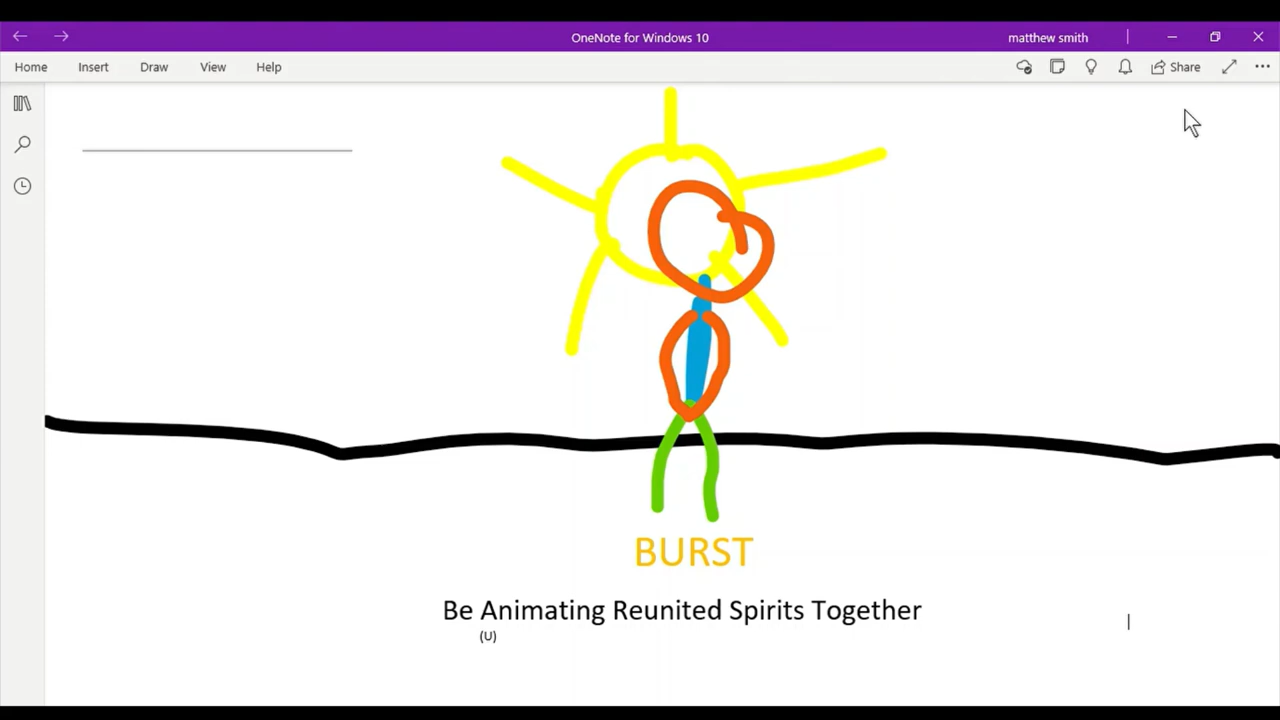 OneNote for Windows 10
matthew smith
Home Insert Draw View Help
Share
BURST
Be Animating Reunited Spirits Together
(U)